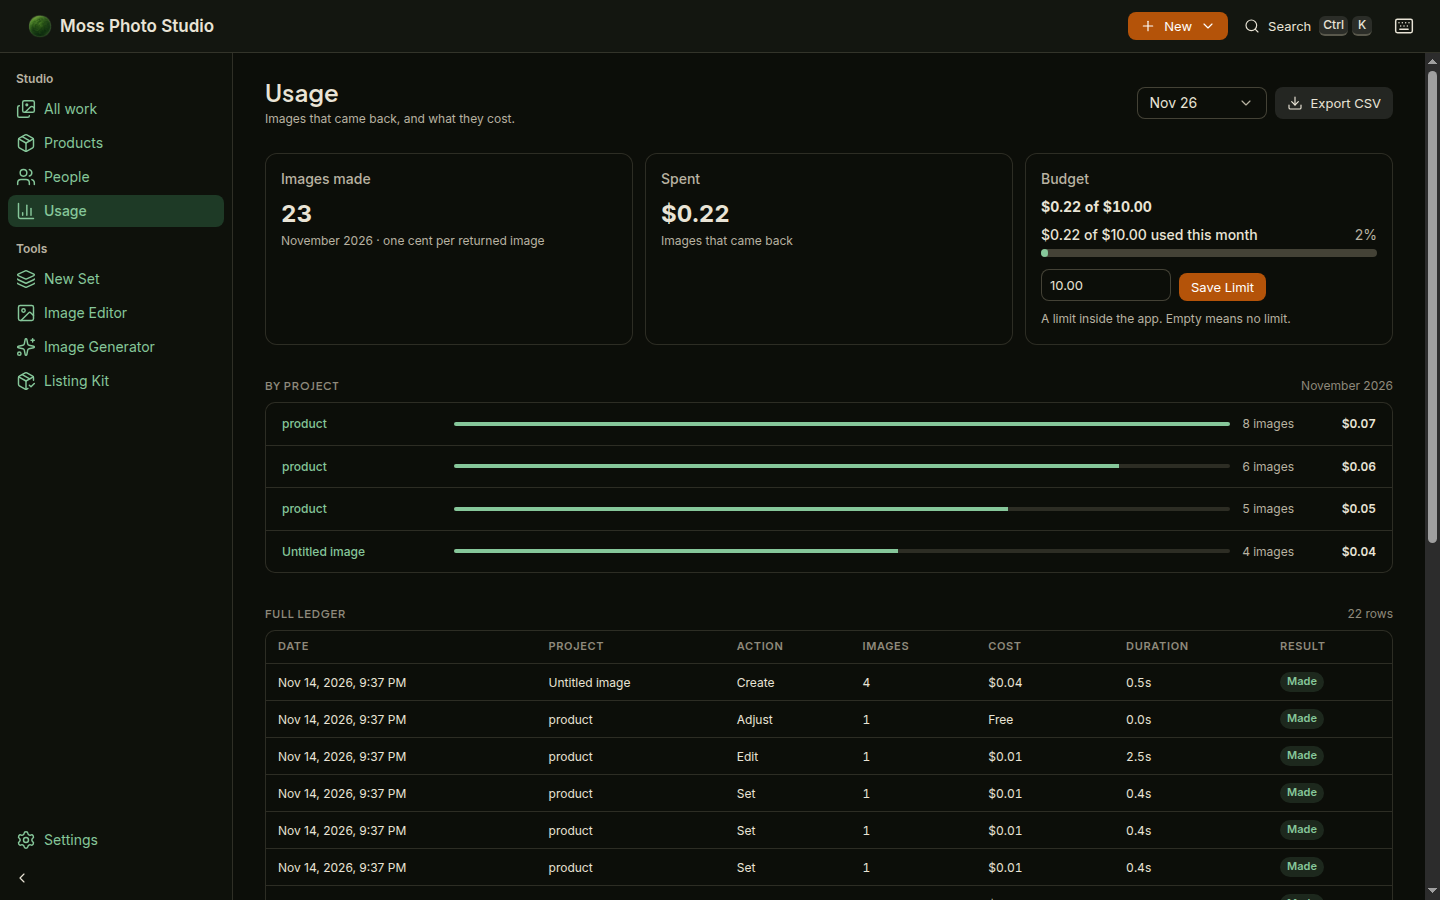 Moss Photo Studio
New
Search Ctrl K
Studio
All work
Products
People
Usage
Tools
New Set
Image Editor
Image Generator
Listing Kit
Settings
Usage
Images that came back, and what they cost.
Nov 26
Export CSV
Images made
23
November 2026 · one cent per returned image
Spent
$0.22
Images that came back
Budget
$0.22 of $10.00
$0.22 of $10.00 used this month 2%
10.00
Save Limit
A limit inside the app. Empty means no limit.
BY PROJECT November 2026
product 8 images $0.07
product 6 images $0.06
product 5 images $0.05
Untitled image 4 images $0.04
FULL LEDGER 22 rows
DATE PROJECT ACTION IMAGES COST DURATION RESULT
Nov 14, 2026, 9:37 PM Untitled image Create 4 $0.04 0.5s Made
Nov 14, 2026, 9:37 PM product Adjust 1 Free 0.0s Made
Nov 14, 2026, 9:37 PM product Edit 1 $0.01 2.5s Made
Nov 14, 2026, 9:37 PM product Set 1 $0.01 0.4s Made
Nov 14, 2026, 9:37 PM product Set 1 $0.01 0.4s Made
Nov 14, 2026, 9:37 PM product Set 1 $0.01 0.4s Made